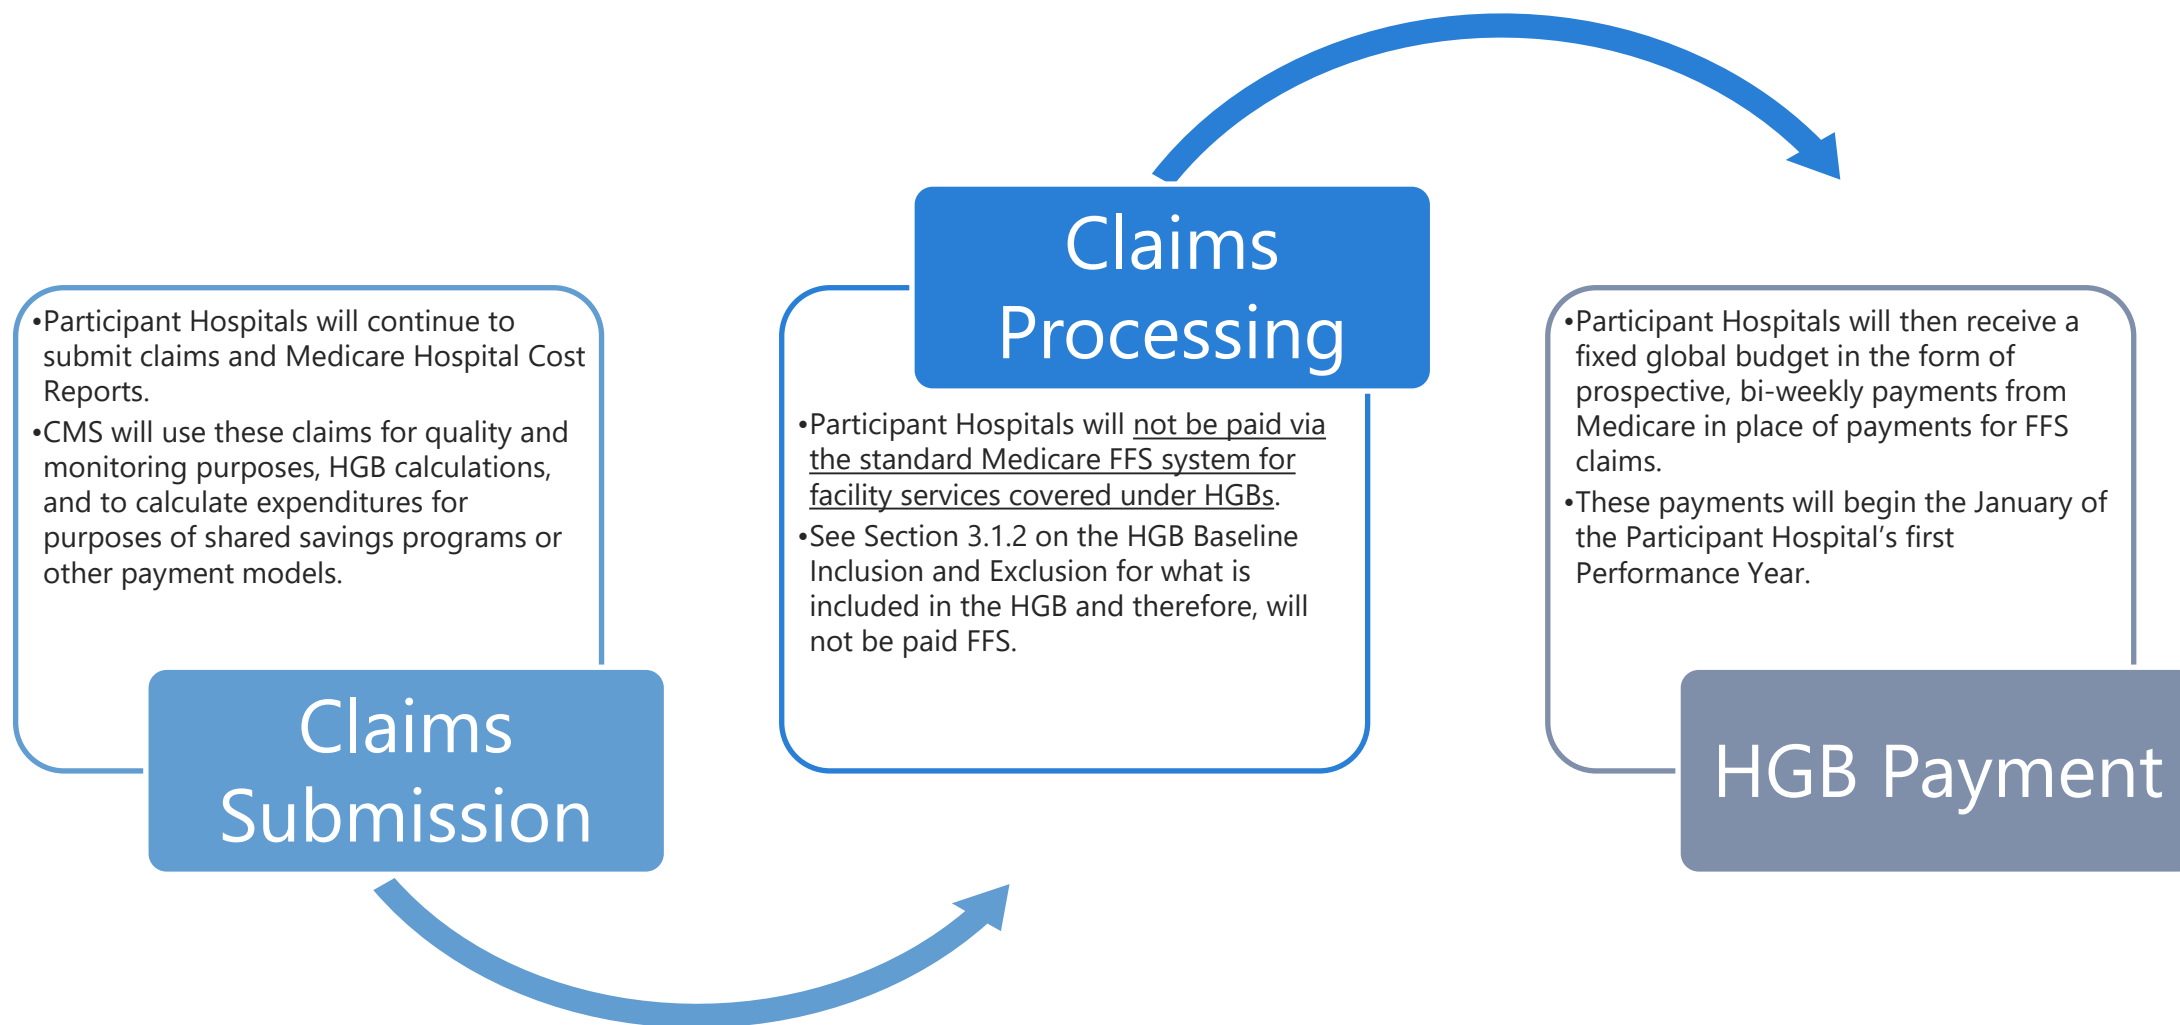 •Participant Hospitals will continue to
submit claims and Medicare Hospital Cost
Reports.
•CMS will use these claims for quality and
monitoring purposes, HGB calculations,
and to calculate expenditures for
purposes of shared savings programs or
other payment models.
Claims
Submission
Claims
Processing
•Participant Hospitals will not be paid via
the standard Medicare FFS system for
facility services covered under HGBs.
•See Section 3.1.2 on the HGB Baseline
Inclusion and Exclusion for what is
included in the HGB and therefore, will
not be paid FFS.
•Participant Hospitals will then receive a
fixed global budget in the form of
prospective, bi-weekly payments from
Medicare in place of payments for FFS
claims.
•These payments will begin the January of
the Participant Hospital’s first
Performance Year.
HGB Payment